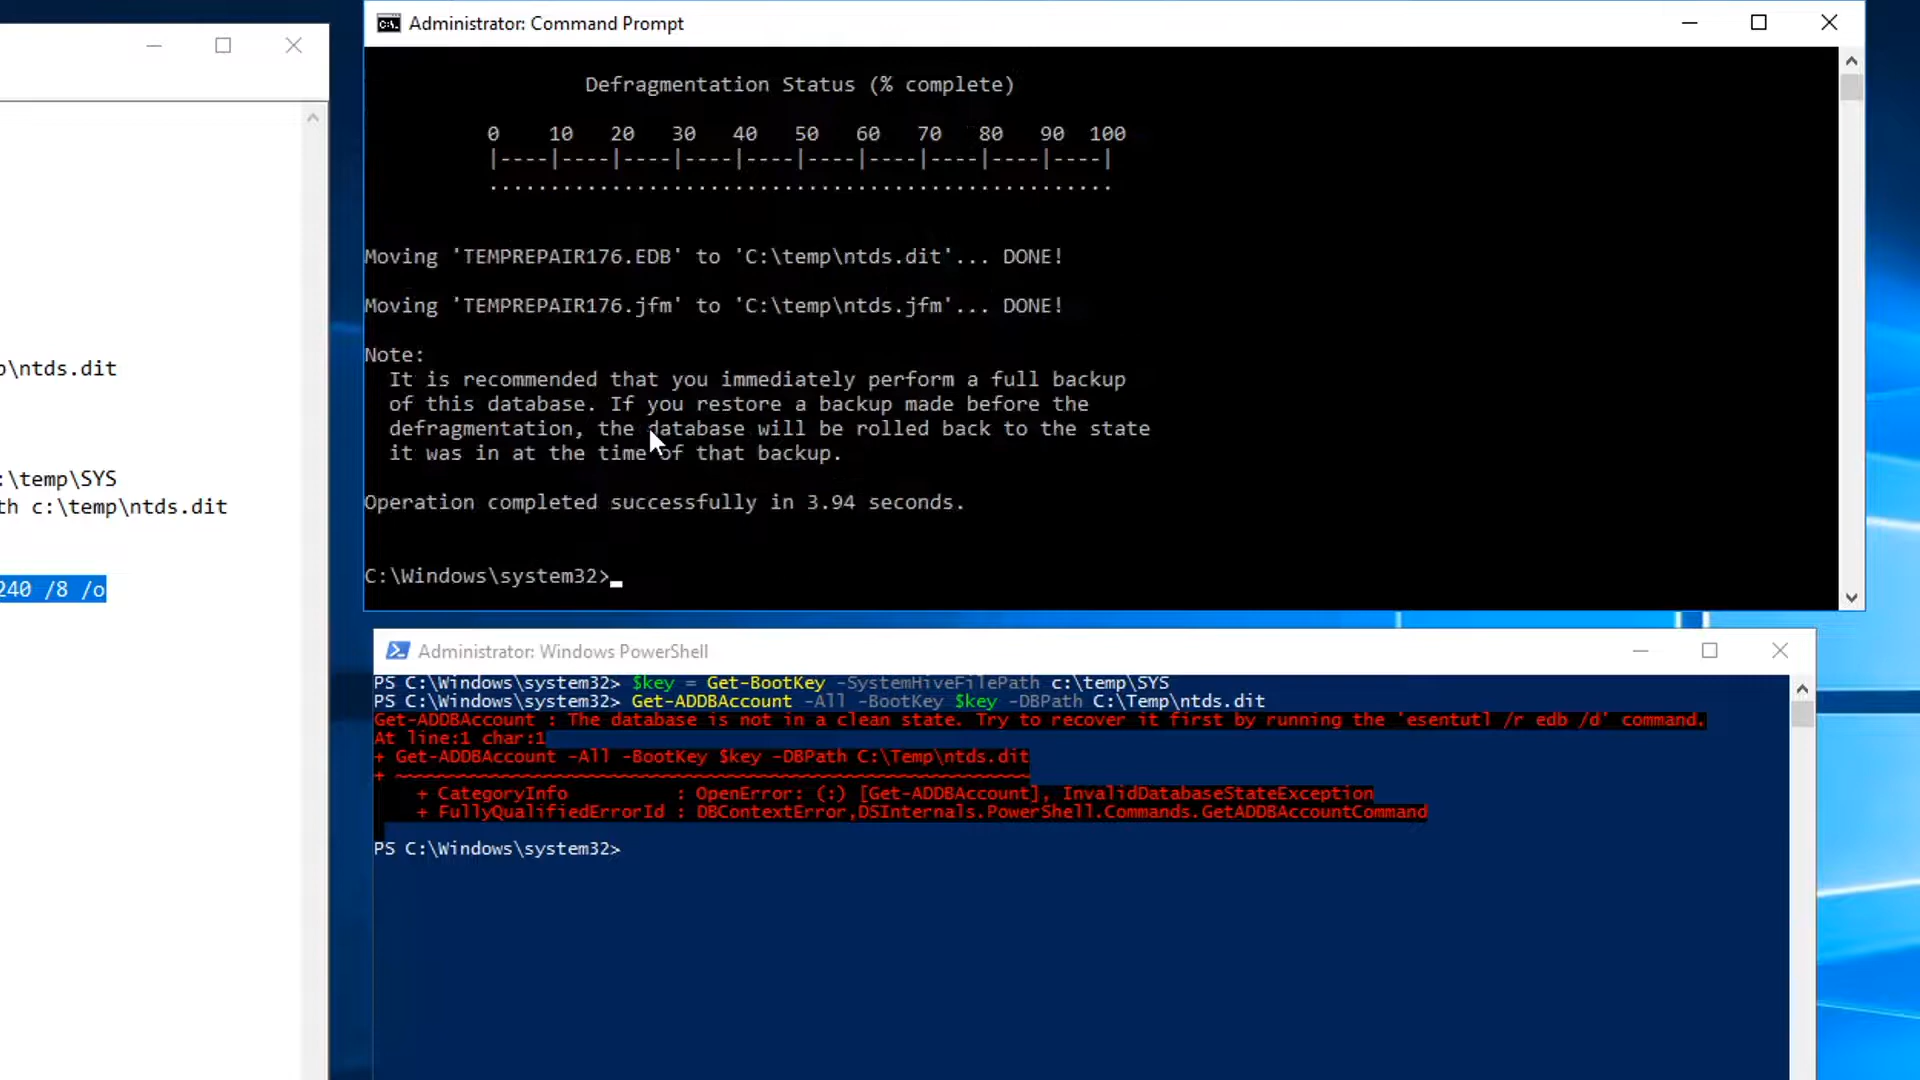 p\ntds.dit
:\temp\SYS
th c:\temp\ntds.dit
240 /8 /o
Administrator: Command Prompt
Defragmentation Status (% complete)
0 10 20 30 40 50 60 70 80 90 100
|----|----|----|----|----|----|----|----|----|----|
...................................................
Moving 'TEMPREPAIR176.EDB' to 'C:\temp\ntds.dit'... DONE!
Moving 'TEMPREPAIR176.jfm' to 'C:\temp\ntds.jfm'... DONE!
Note:
It is recommended that you immediately perform a full backup
of this database. If you restore a backup made before the
defragmentation, the database will be rolled back to the state
it was in at the time of that backup.
Operation completed successfully in 3.94 seconds.
C:\Windows\system32>_
Administrator: Windows PowerShell
PS C:\Windows\system32> $key = Get-BootKey -SystemHiveFilePath c:\temp\SYS
PS C:\Windows\system32> Get-ADDBAccount -All -BootKey $key -DBPath C:\Temp\ntds.dit
Get-ADDBAccount : The database is not in a clean state. Try to recover it first by running the 'esentutl /r edb /d' command.
At line:1 char:1
+ Get-ADDBAccount -All -BootKey $key -DBPath C:\Temp\ntds.dit
+ ~~~~~~~~~~~~~~~~~~~~~~~~~~~~~~~~~~~~~~~~~~~~~~~~~~~~~~~~~~~
+ CategoryInfo : OpenError: (:) [Get-ADDBAccount], InvalidDatabaseStateException
+ FullyQualifiedErrorId : DBContextError,DSInternals.PowerShell.Commands.GetADDBAccountCommand
PS C:\Windows\system32>